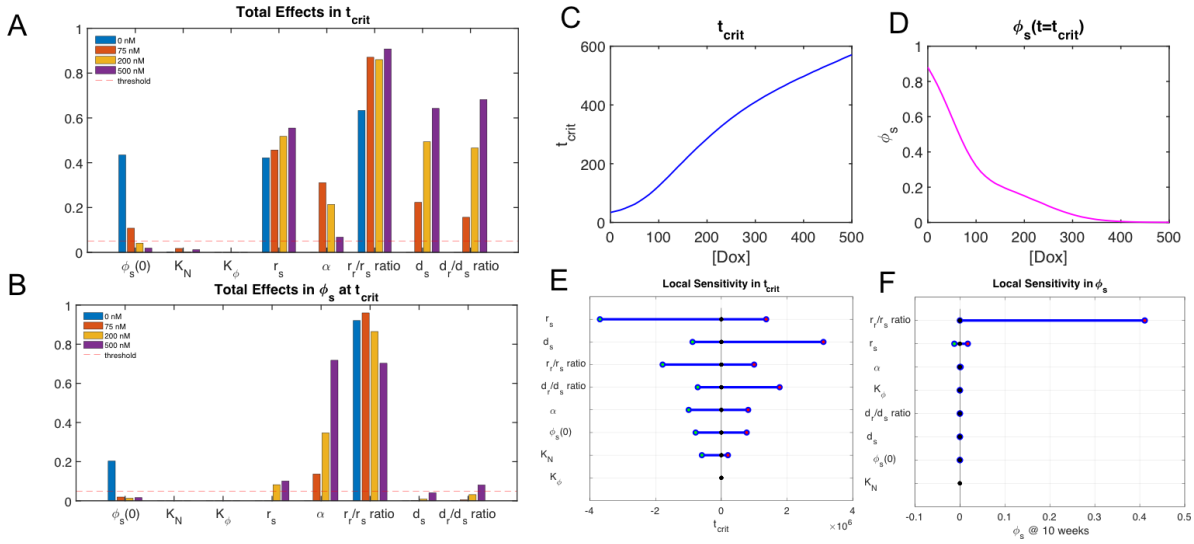 A
Total Effects in t_crit
0 nM
75 nM
200 nM
500 nM
threshold
1
0.8
0.6
0.4
0.2
0
ϕ_s(0) K_N K_ϕ r_s α r_r/r_s ratio d_s d_r/d_s ratio
B
Total Effects in ϕ_s at t_crit
0 nM
75 nM
200 nM
500 nM
threshold
1
0.8
0.6
0.4
0.2
0
ϕ_s(0) K_N K_ϕ r_s α r_r/r_s ratio d_s d_r/d_s ratio
C
t_crit
600
400
200
0
t_crit
0 100 200 300 400 500
[Dox]
D
ϕ_s(t=t_crit)
1
0.8
0.6
0.4
0.2
0
ϕ_s
0 100 200 300 400 500
[Dox]
E
Local Sensitivity in t_crit
r_s
d_s
r_r/r_s ratio
d_r/d_s ratio
α
ϕ_s(0)
K_N
K_ϕ
-4 -2 0 2 4
t_crit
×10^6
F
Local Sensitivity in ϕ_s
r_r/r_s ratio
r_s
α
K_ϕ
d_r/d_s ratio
d_s
ϕ_s(0)
K_N
-0.1 0 0.1 0.2 0.3 0.4 0.5
ϕ_s @ 10 weeks